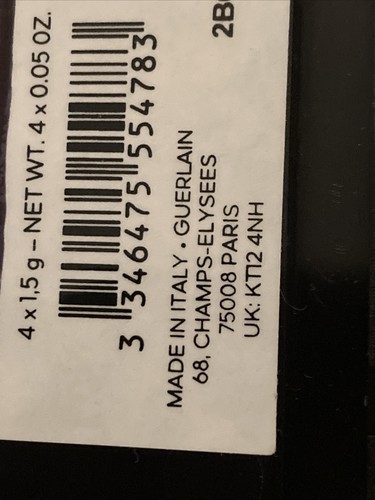 4 x 1,5 g – NET WT. 4 x 0.05 OZ.
3 346475 554783
MADE IN ITALY • GUERLAIN
68, CHAMPS-ELYSEES
75008 PARIS
UK: KT12 4NH